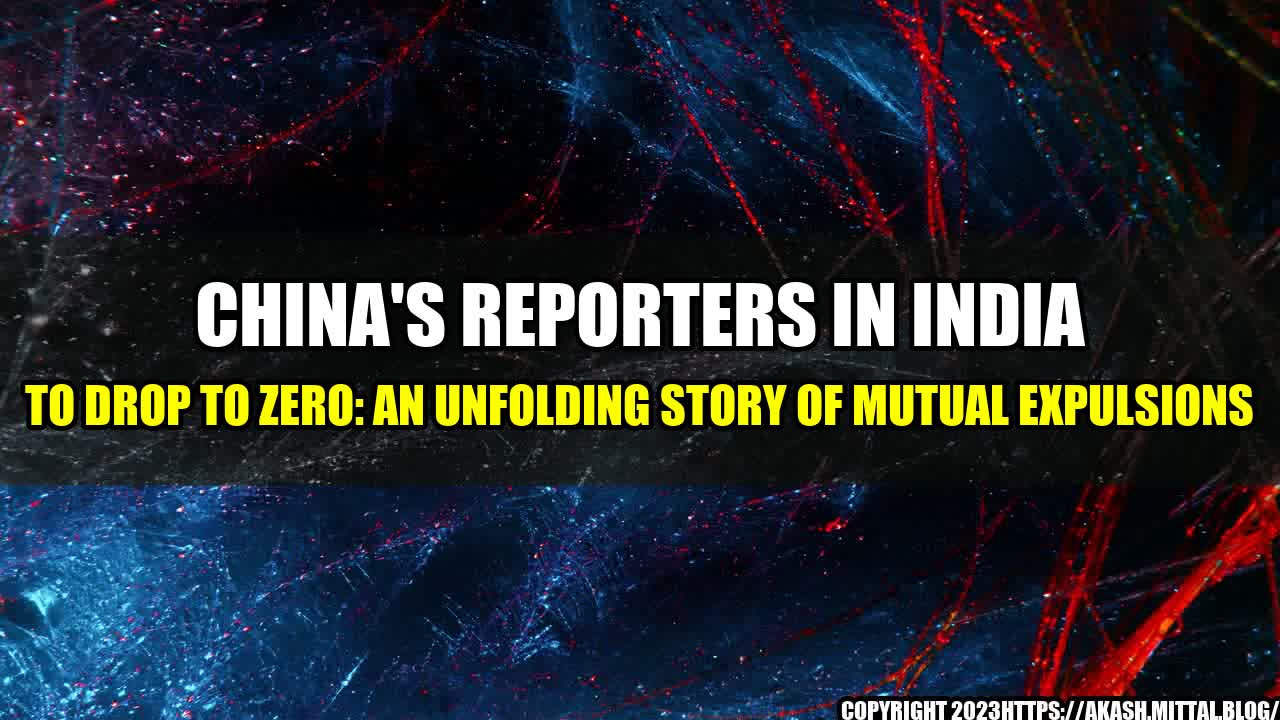 CHINA'S REPORTERS IN INDIA
TO DROP TO ZERO: AN UNFOLDING STORY OF MUTUAL EXPULSIONS
COPYRIGHT 2023HTTPS://AKASH.MITTAL.BLOG/